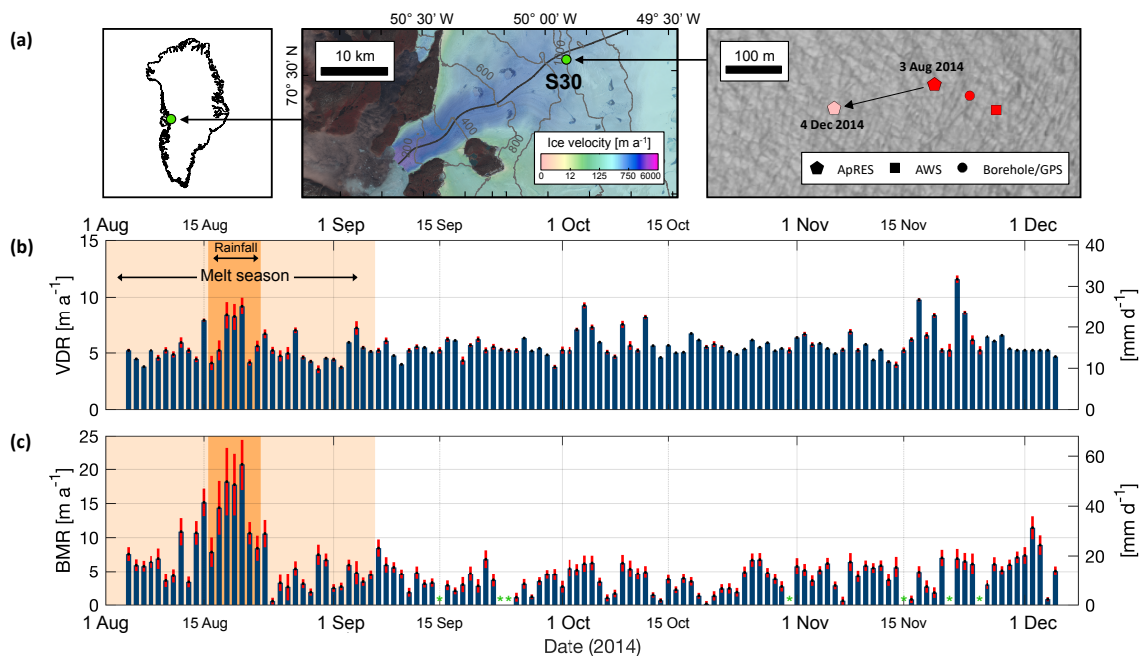 (a)
50° 30' W
50° 00' W
49° 30' W
70° 30' N
10 km
600
400
200
800
1000
S30
Ice velocity [m a⁻¹]
0 12 125 750 6000
100 m
3 Aug 2014
4 Dec 2014
ApRES AWS Borehole/GPS
1 Aug 15 Aug 1 Sep 15 Sep 1 Oct 15 Oct 1 Nov 15 Nov 1 Dec
(b)
Rainfall
Melt season
VDR [m a⁻¹]
15
10
5
0
[mm d⁻¹]
40
30
20
10
0
(c)
BMR [m a⁻¹]
25
20
15
10
5
0
[mm d⁻¹]
60
40
20
0
* * * * * * *
1 Aug 15 Aug 1 Sep 15 Sep 1 Oct 15 Oct 1 Nov 15 Nov 1 Dec
Date (2014)